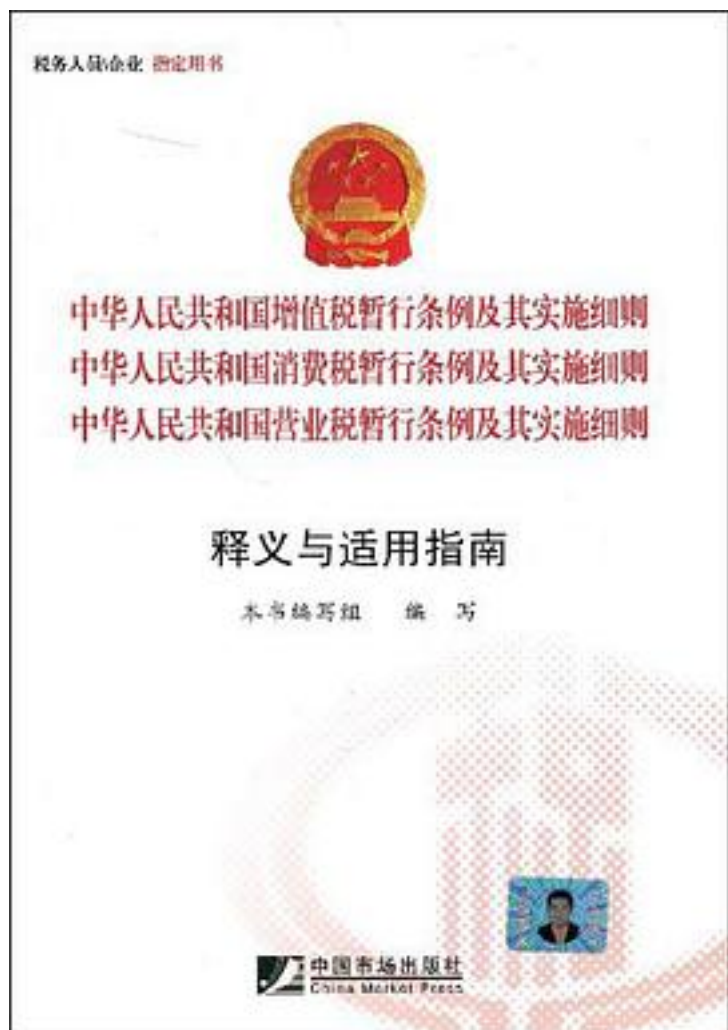 税务人员\企业 指定用书
中华人民共和国增值税暂行条例及其实施细则
中华人民共和国消费税暂行条例及其实施细则
中华人民共和国营业税暂行条例及其实施细则
释义与适用指南
本书编写组 编 写
中国市场出版社
China Market Press